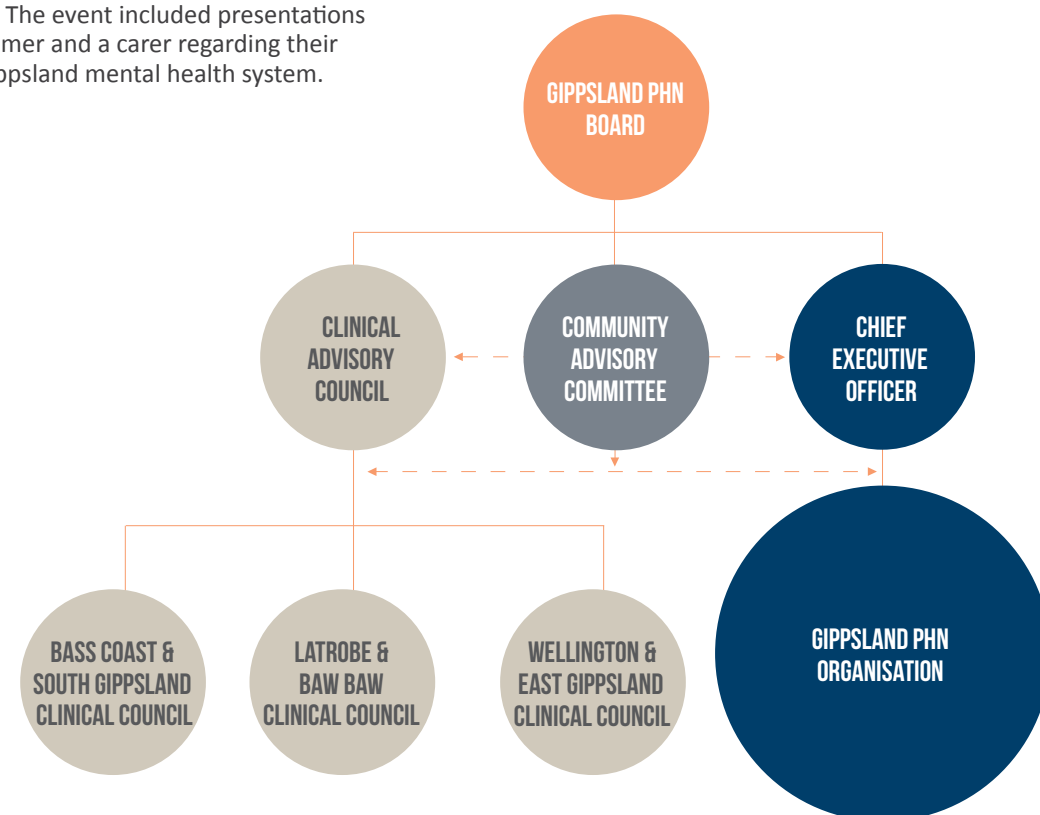 The event included presentations
mer and a carer regarding their
ppsland mental health system.
GIPPSLAND PHN
BOARD
CLINICAL
ADVISORY
COUNCIL
COMMUNITY
ADVISORY
COMMITTEE
CHIEF
EXECUTIVE
OFFICER
BASS COAST &
SOUTH GIPPSLAND
CLINICAL COUNCIL
LATROBE &
BAW BAW
CLINICAL COUNCIL
WELLINGTON &
EAST GIPPSLAND
CLINICAL COUNCIL
GIPPSLAND PHN
ORGANISATION